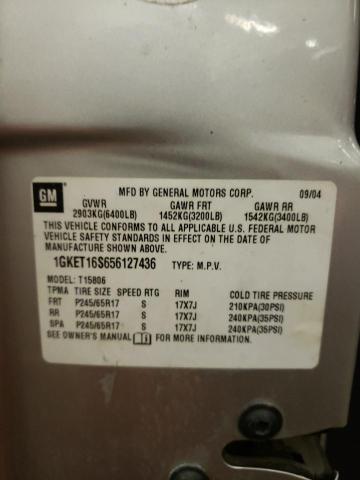 GM
MFD BY GENERAL MOTORS CORP. 09/04
GVWR GAWR FRT GAWR RR
2903KG(6400LB) 1452KG(3200LB) 1542KG(3400LB)
THIS VEHICLE CONFORMS TO ALL APPLICABLE U.S. FEDERAL MOTOR
VEHICLE SAFETY STANDARDS IN EFFECT ON THE DATE OF
MANUFACTURE SHOWN ABOVE.
1GKET16S656127436 TYPE: M.P.V.
MODEL: T15806
TPMA TIRE SIZE SPEED RTG RIM COLD TIRE PRESSURE
FRT P245/65R17 S 17X7J 210KPA(30PSI)
RR P245/65R17 S 17X7J 240KPA(35PSI)
SPA P245/65R17 S 17X7J 240KPA(35PSI)
SEE OWNER'S MANUAL FOR MORE INFORMATION.